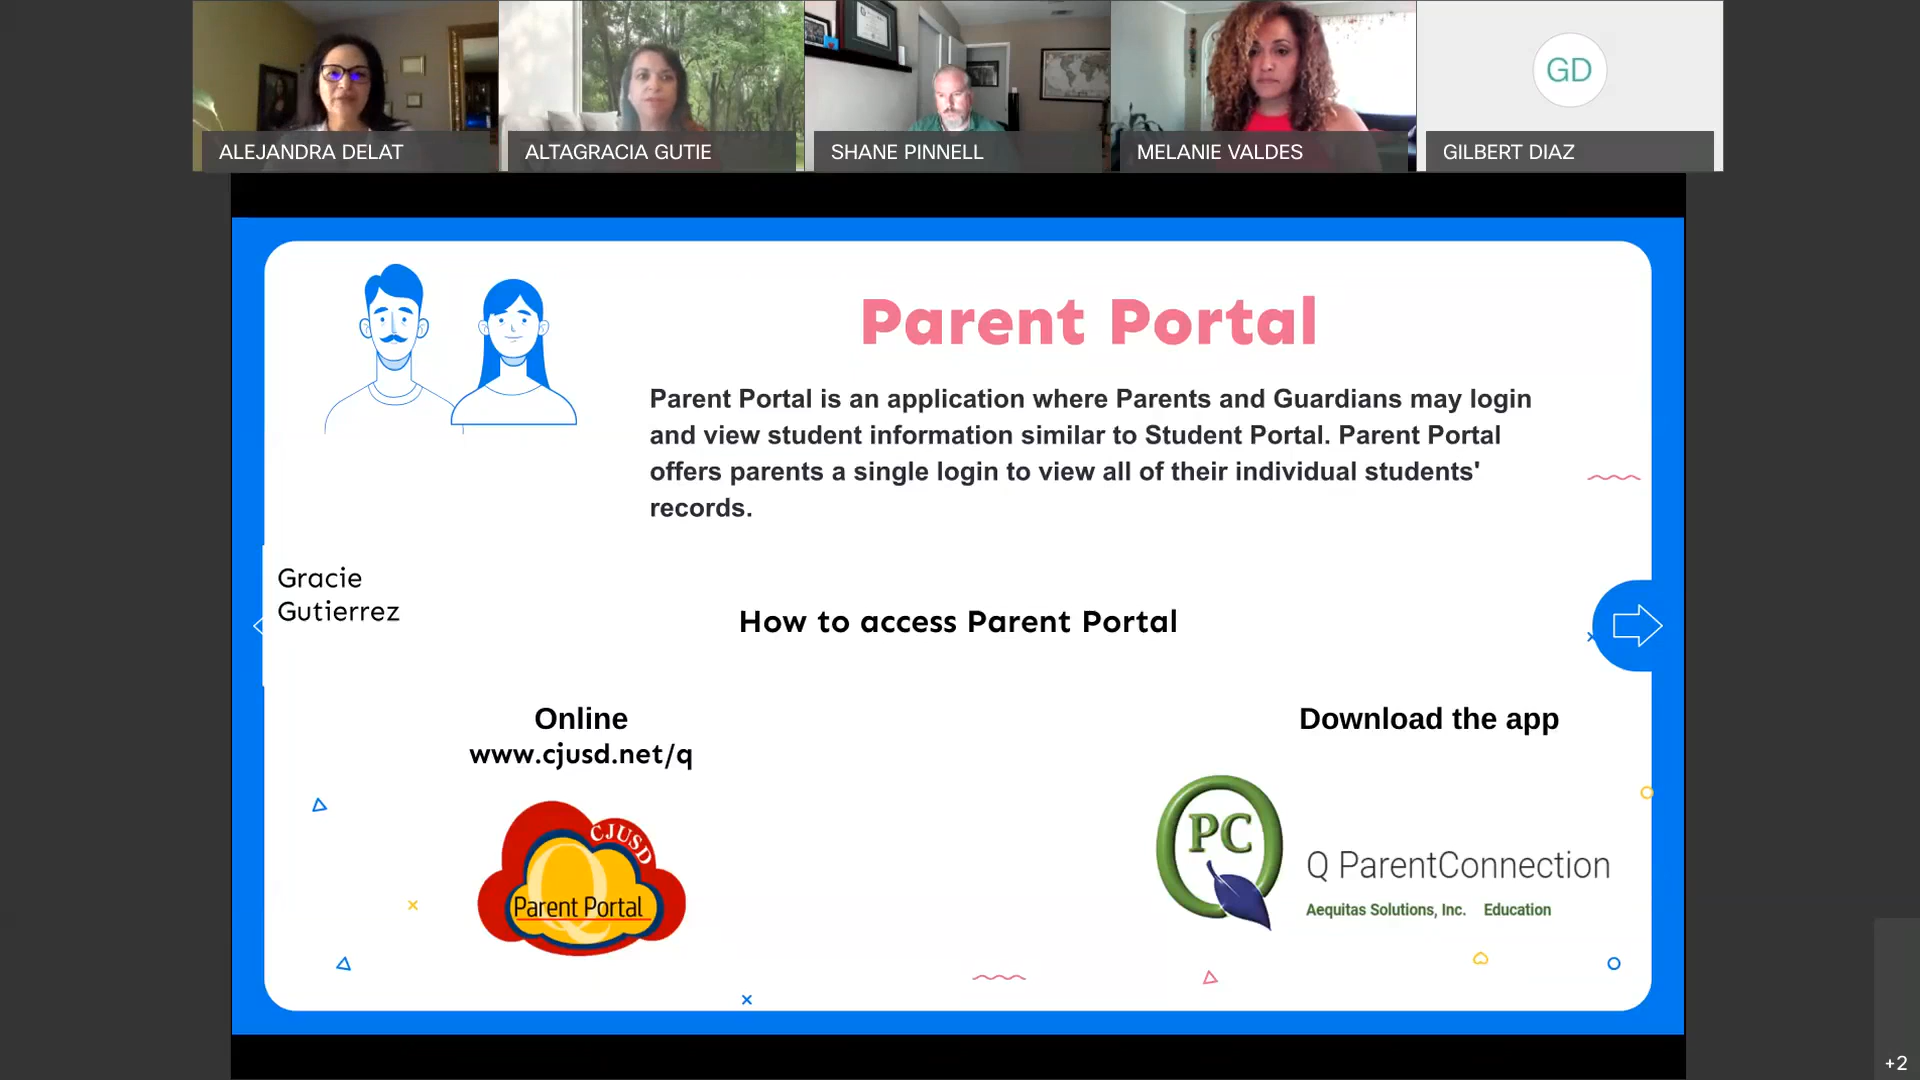 ALEJANDRA DELAT
ALTAGRACIA GUTIE
SHANE PINNELL
MELANIE VALDES
GD
GILBERT DIAZ
Parent Portal
Parent Portal is an application where Parents and Guardians may login
and view student information similar to Student Portal. Parent Portal
offers parents a single login to view all of their individual students'
records.
Gracie
Gutierrez
How to access Parent Portal
Online
www.cjusd.net/q
Download the app
CJUSD
Q
Parent Portal
PC
Q ParentConnection
Aequitas Solutions, Inc. Education
+2